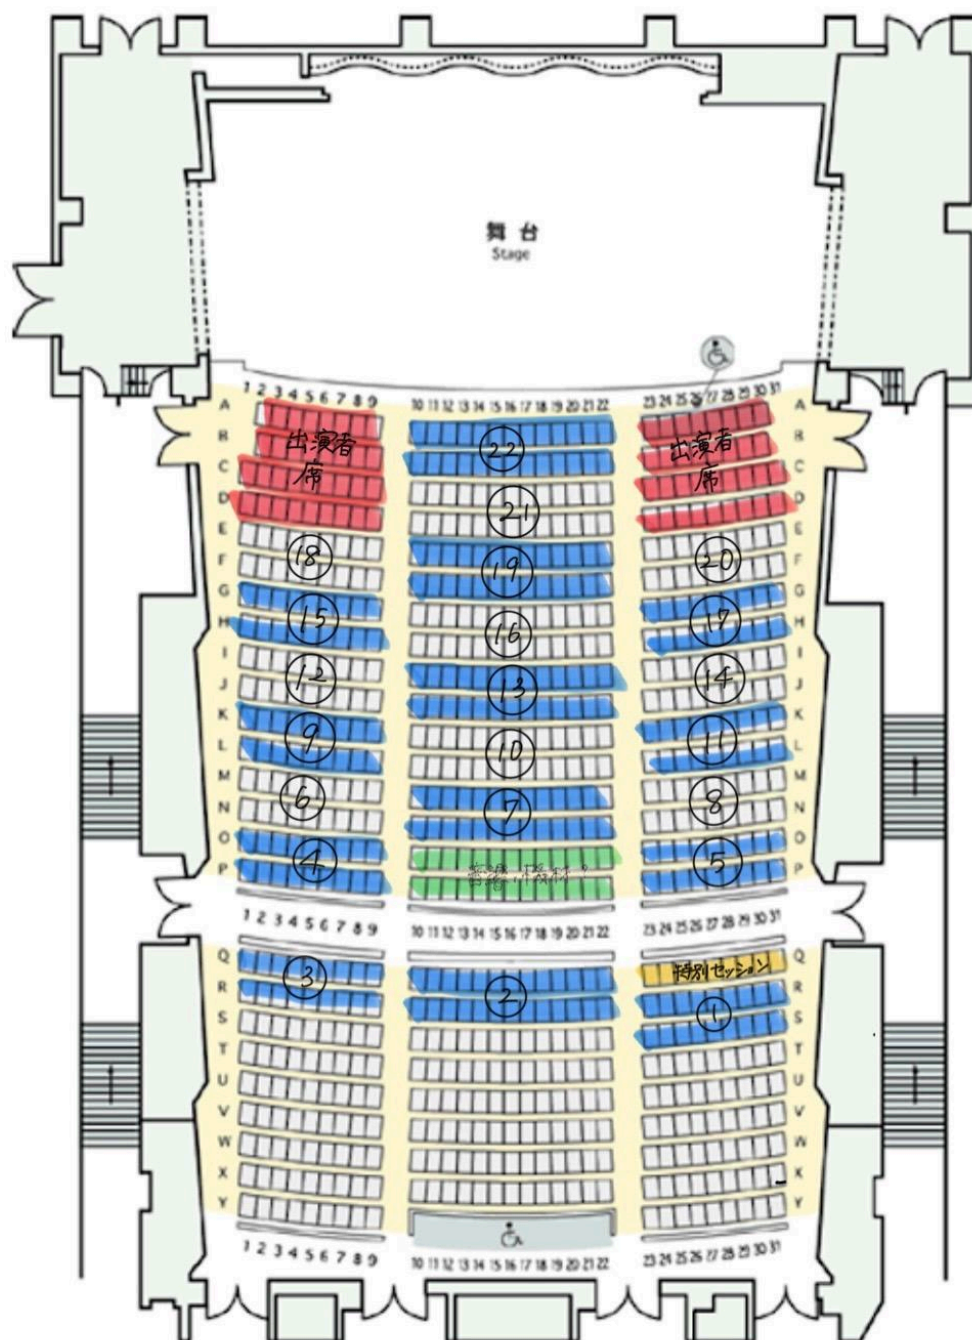 舞台
Stage
1 2 3 4 5 6 7 8 9
10 11 12 13 14 15 16 17 18 19 20 21 22
23 24 25 26 27 28 29 30 31
A A
B B
C C
D D
E E
F F
G G
H H
I I
J J
K K
L L
M M
N N
O O
P P
出演者
席
出演者
席
㉒
㉑
⑱
⑲
⑳
⑮
⑯
⑰
⑫
⑬
⑭
⑨
⑩
⑪
⑥
⑦
⑧
④
⑤
1 2 3 4 5 6 7 8 9
10 11 12 13 14 15 16 17 18 19 20 21 22
23 24 25 26 27 28 29 30 31
Q Q
R R
S S
T T
U U
V V
W W
X X
Y Y
③
②
特別セッション
①
1 2 3 4 5 6 7 8 9
10 11 12 13 14 15 16 17 18 19 20 21 22
23 24 25 26 27 28 29 30 31